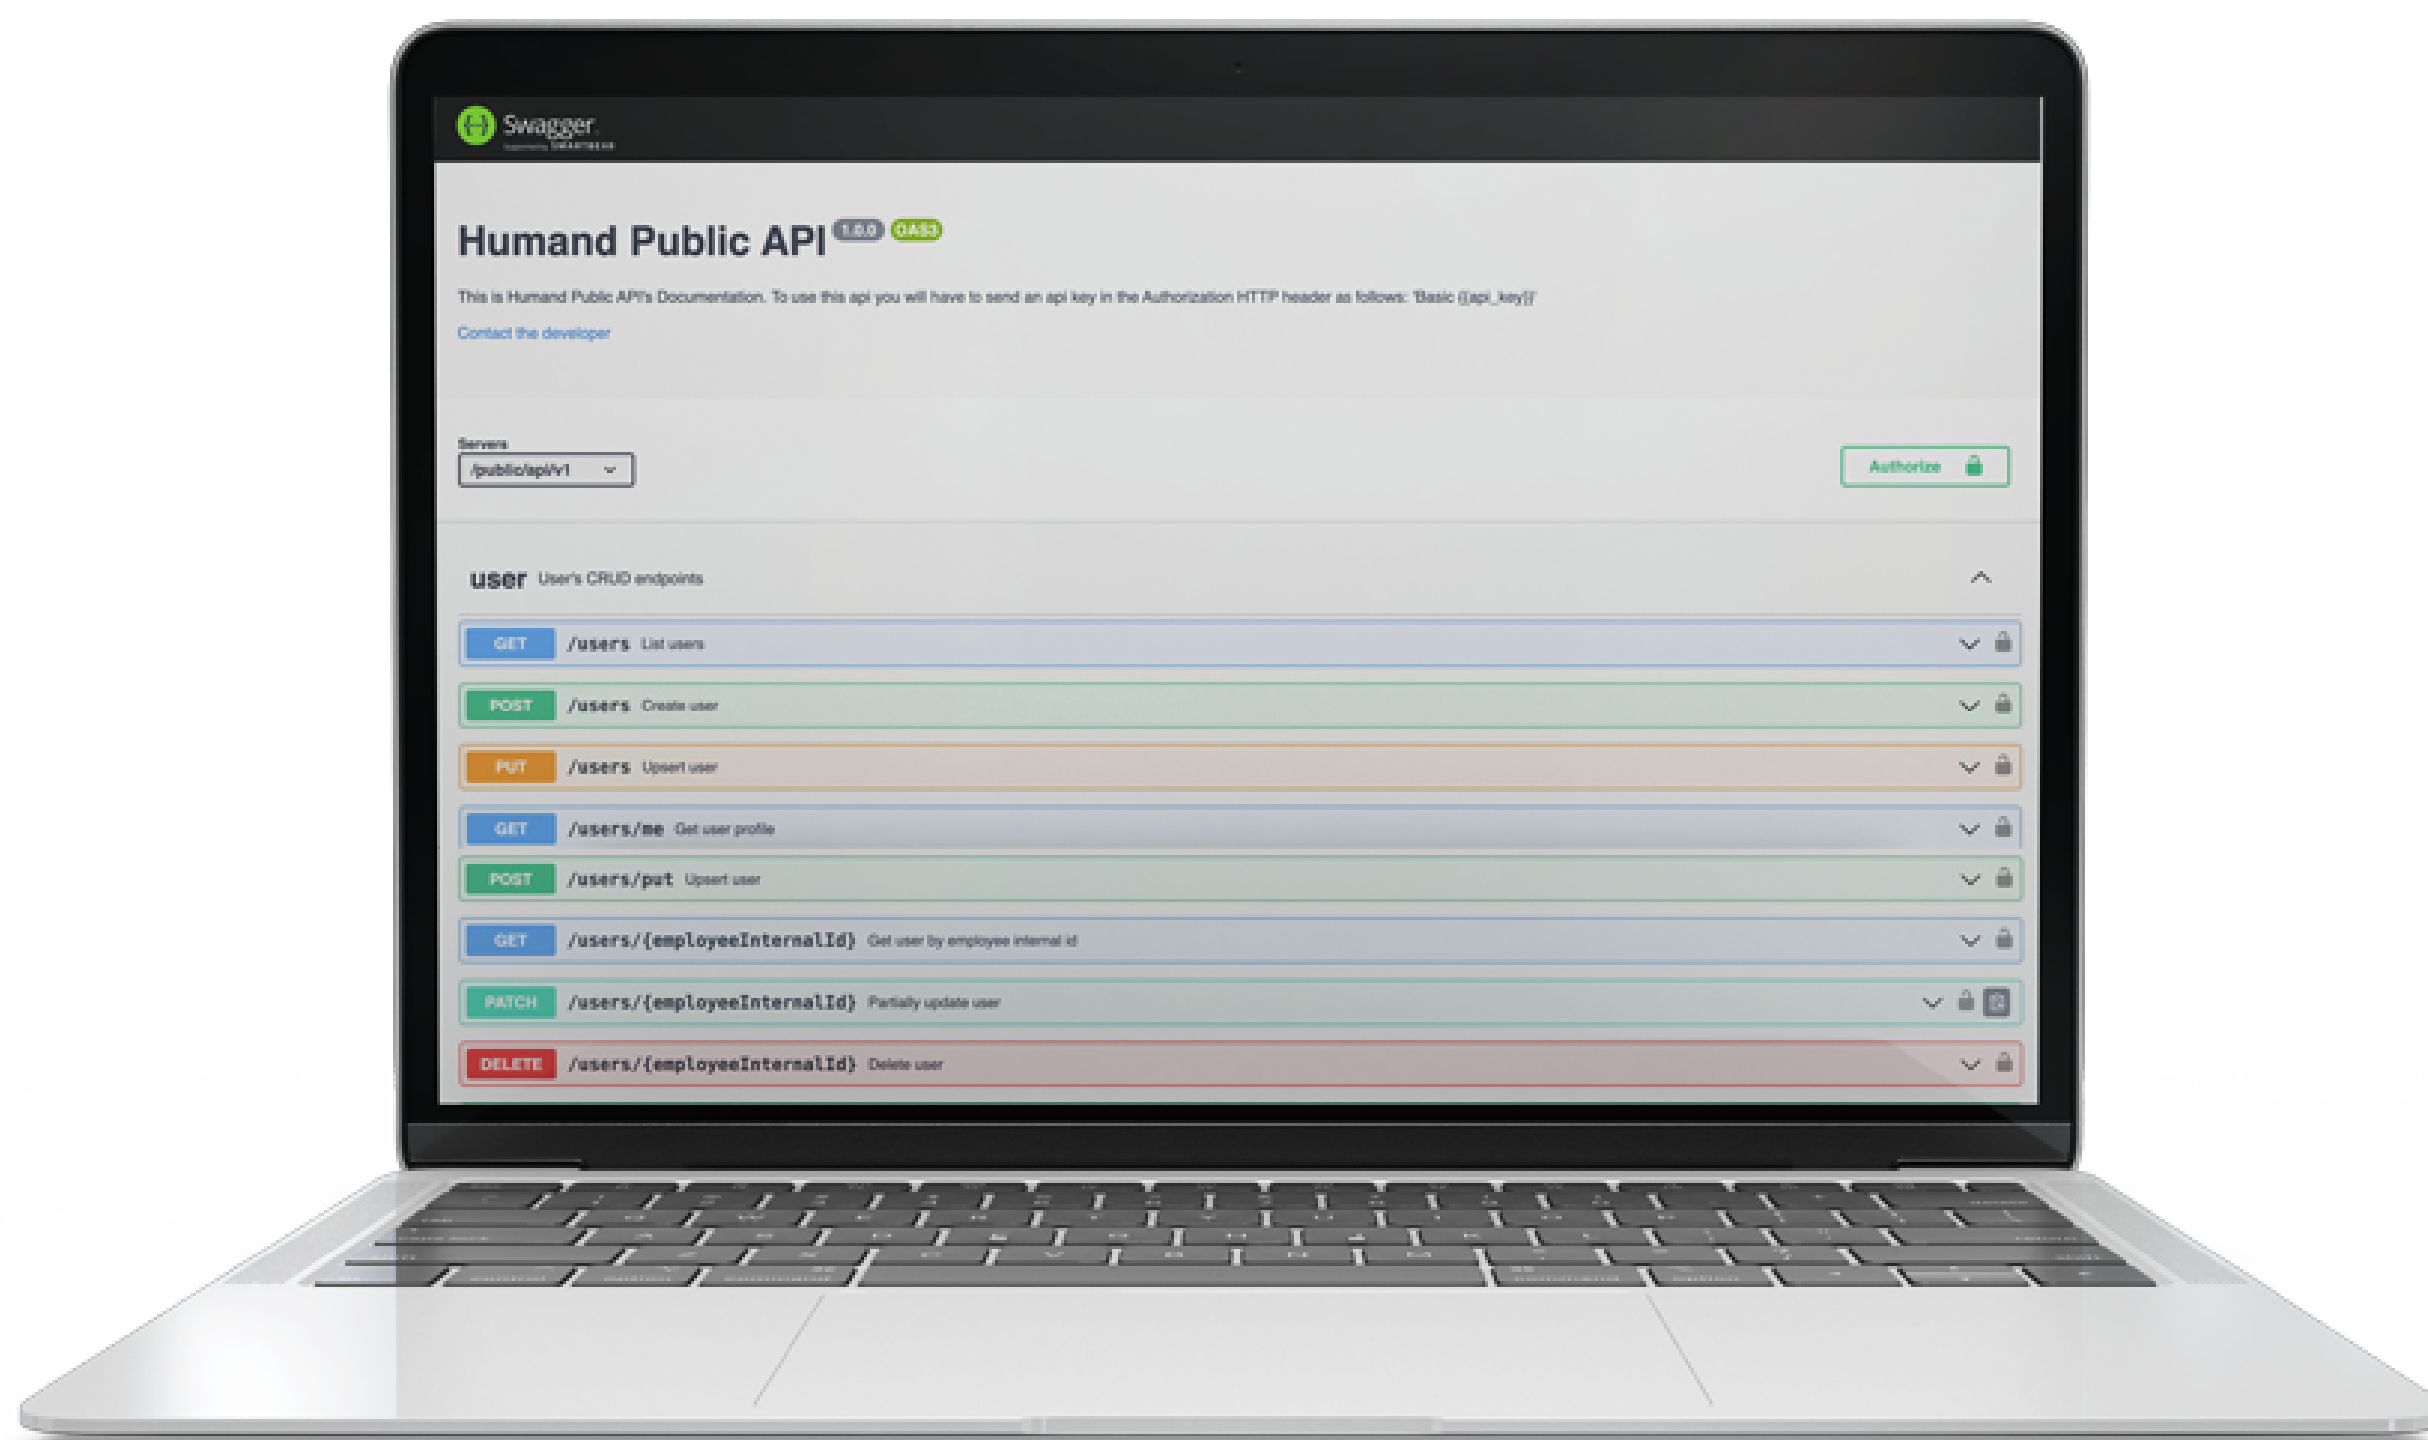 Swagger.
Supported by SMARTBEAR
Humand Public API 1.0.0 OAS3
This is Humand Public API's Documentation. To use this api you will have to send an api key in the Authorization HTTP header as follows: 'Basic {{api_key}}'
Contact the developer
Servers
/public/api/v1
Authorize
user User's CRUD endpoints
GET /users List users
POST /users Create user
PUT /users Upsert user
GET /users/me Get user profile
POST /users/put Upsert user
GET /users/{employeeInternalId} Get user by employee internal id
PATCH /users/{employeeInternalId} Partially update user
DELETE /users/{employeeInternalId} Delete user